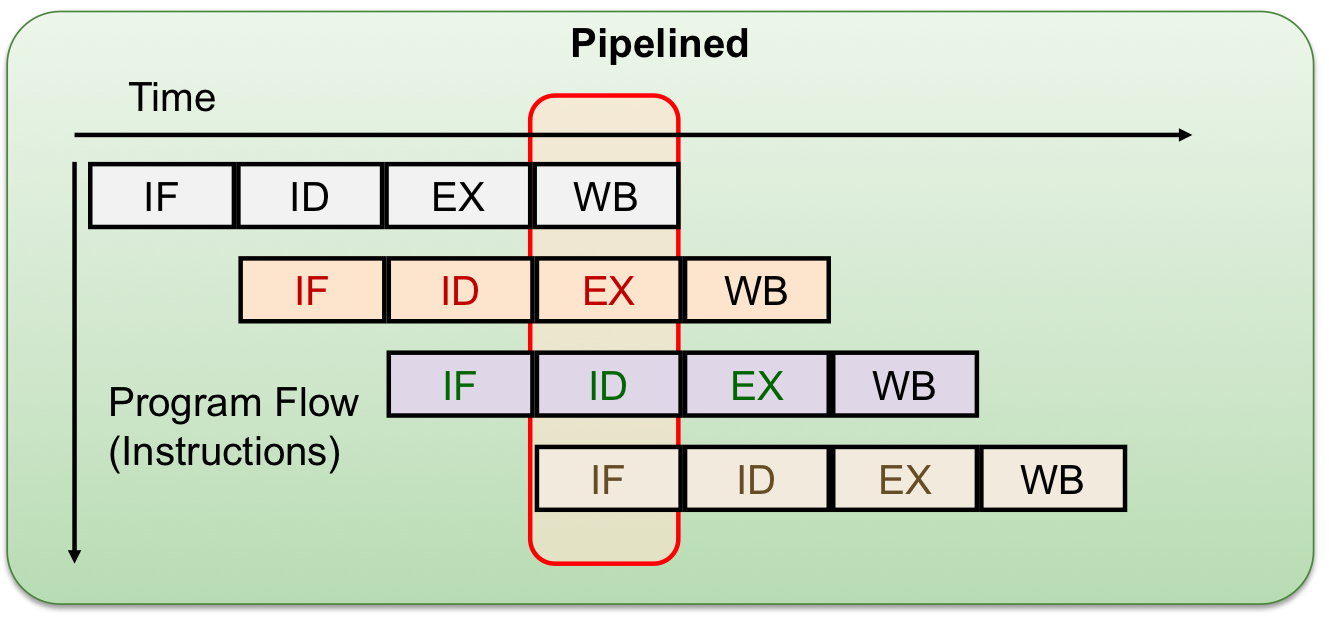 Pipelined
Time
IF ID EX WB
IF ID EX WB
IF ID EX WB
Program Flow
(Instructions)
IF ID EX WB